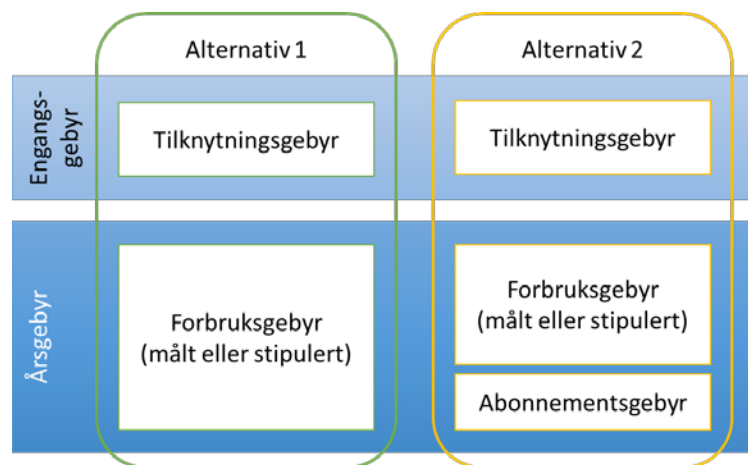 Alternativ 1
Alternativ 2
Engangs-
gebyr
Tilknytningsgebyr
Tilknytningsgebyr
Årsgebyr
Forbruksgebyr
(målt eller stipulert)
Forbruksgebyr
(målt eller stipulert)
Abonnementsgebyr